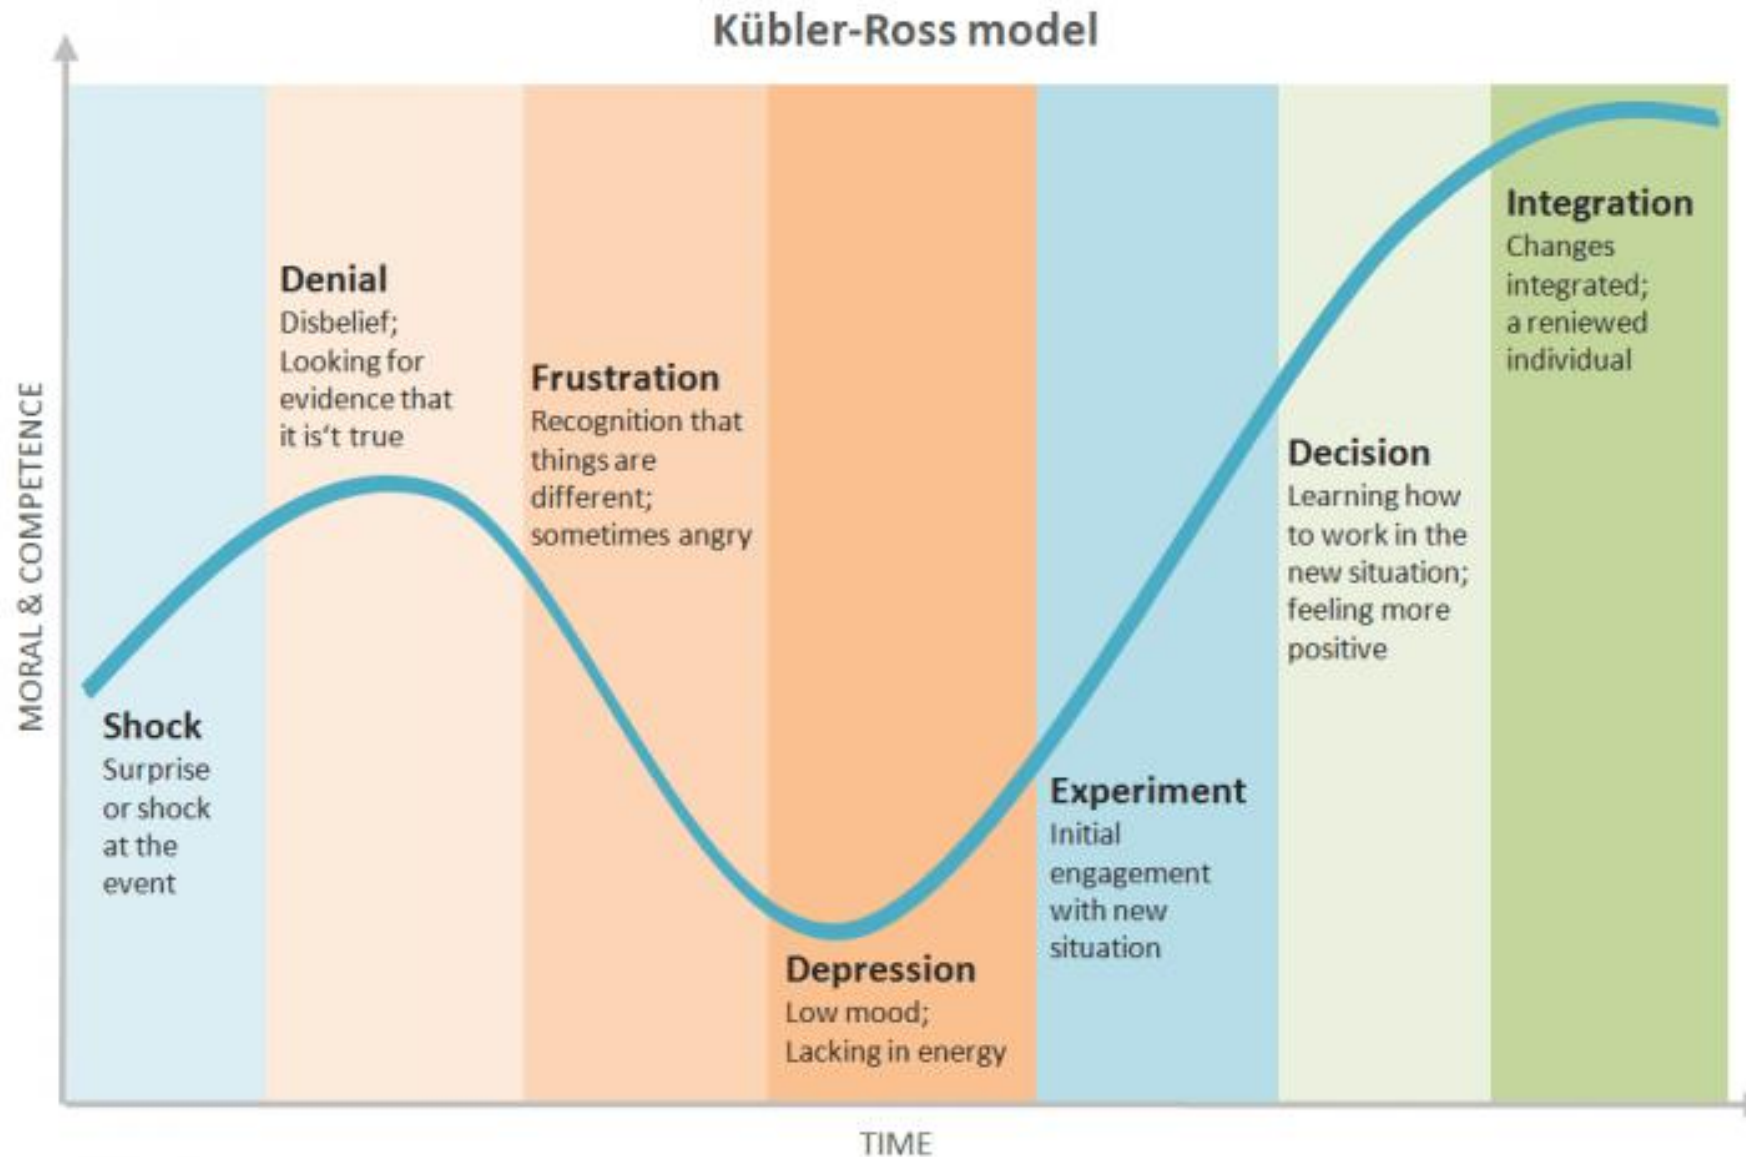 Kübler-Ross model
MORAL & COMPETENCE
Shock
Surprise
or shock
at the
event
Denial
Disbelief;
Looking for
evidence that
it is‘t true
Frustration
Recognition that
things are
different;
sometimes angry
Depression
Low mood;
Lacking in energy
Experiment
Initial
engagement
with new
situation
Decision
Learning how
to work in the
new situation;
feeling more
positive
Integration
Changes
integrated;
a reniewed
individual
TIME